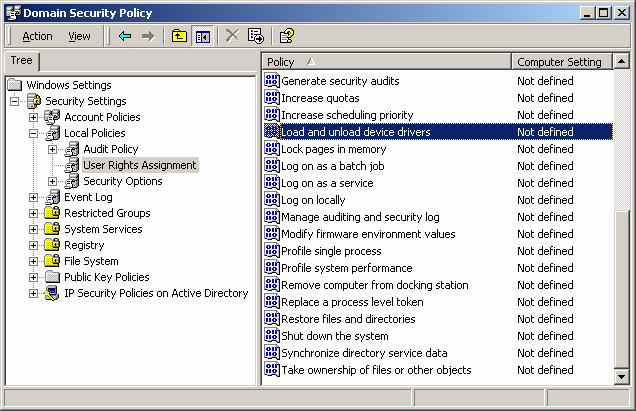 Domain Security Policy
Action View
Tree
Windows Settings
Security Settings
Account Policies
Local Policies
Audit Policy
User Rights Assignment
Security Options
Event Log
Restricted Groups
System Services
Registry
File System
Public Key Policies
IP Security Policies on Active Directory
Policy Computer Setting
Generate security audits Not defined
Increase quotas Not defined
Increase scheduling priority Not defined
Load and unload device drivers Not defined
Lock pages in memory Not defined
Log on as a batch job Not defined
Log on as a service Not defined
Log on locally Not defined
Manage auditing and security log Not defined
Modify firmware environment values Not defined
Profile single process Not defined
Profile system performance Not defined
Remove computer from docking station Not defined
Replace a process level token Not defined
Restore files and directories Not defined
Shut down the system Not defined
Synchronize directory service data Not defined
Take ownership of files or other objects Not defined